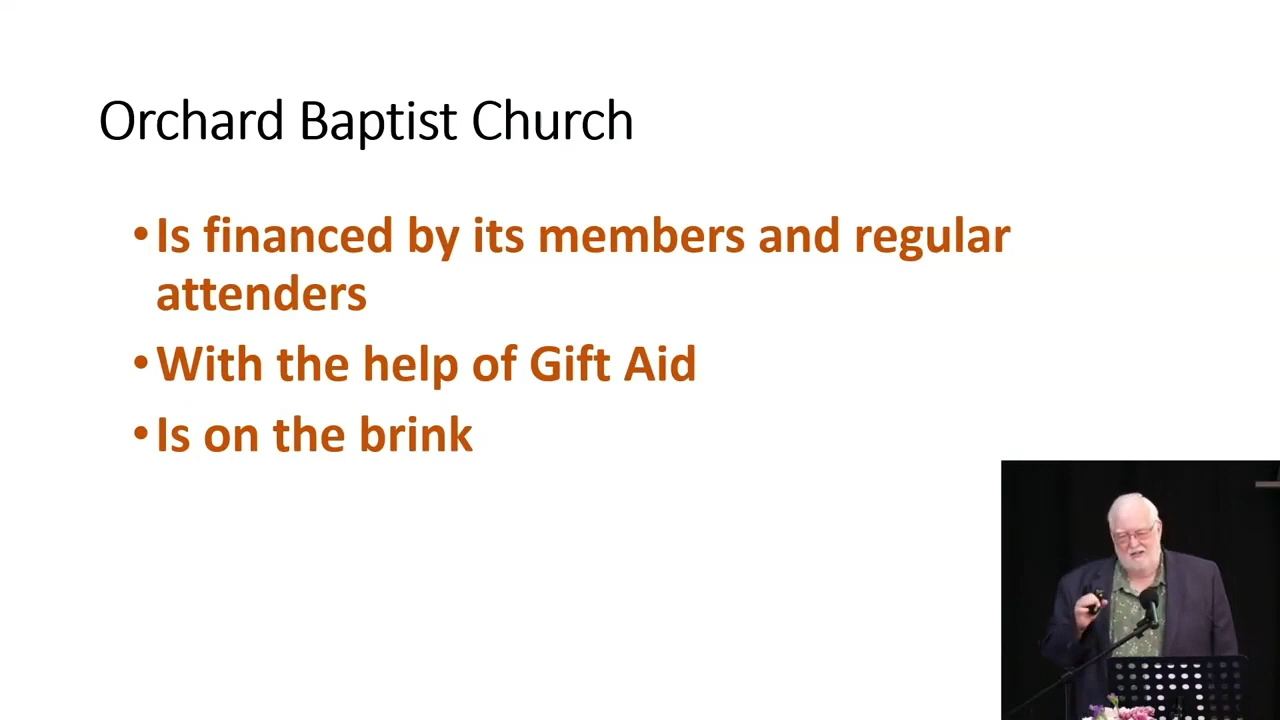 Orchard Baptist Church
•Is financed by its members and regular
attenders
•With the help of Gift Aid
•Is on the brink